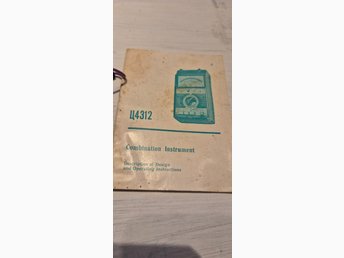 Ц4312
Combination Instrument
Description of Design
and Operating Instructions